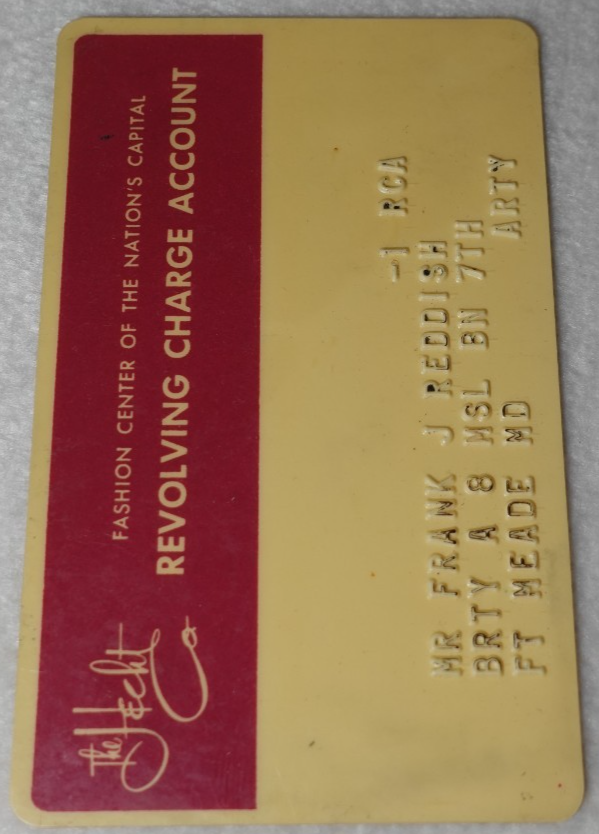 The Hecht Co
FASHION CENTER OF THE NATION'S CAPITAL
REVOLVING CHARGE ACCOUNT
-1 RCA
MR FRANK J REDDISH
BRTY A 8 MSL BN 7TH ARTY
FT MEADE MD